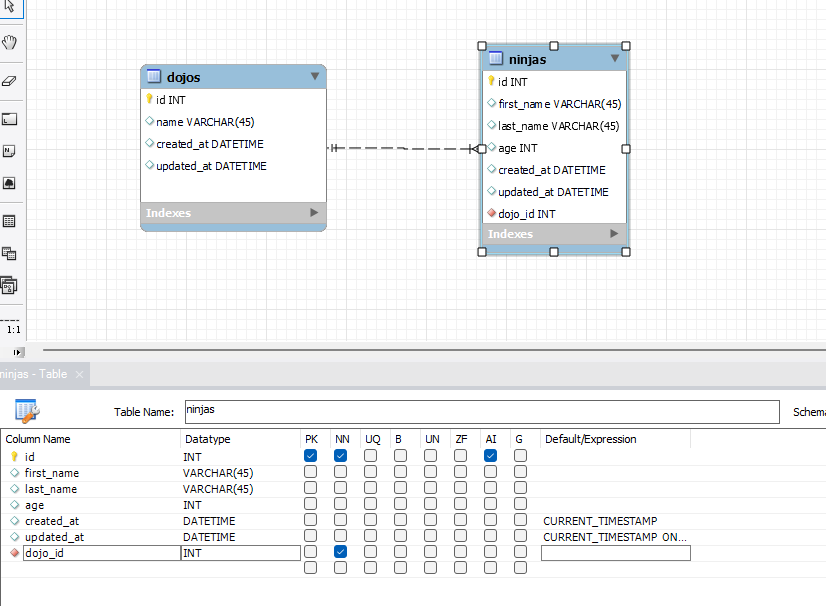 dojos
id INT
name VARCHAR(45)
created_at DATETIME
updated_at DATETIME
Indexes
ninjas
id INT
first_name VARCHAR(45)
last_name VARCHAR(45)
age INT
created_at DATETIME
updated_at DATETIME
dojo_id INT
Indexes
1:1
ninjas - Table
Table Name: ninjas Schema
Column Name Datatype PK NN UQ B UN ZF AI G Default/Expression
id INT
first_name VARCHAR(45)
last_name VARCHAR(45)
age INT
created_at DATETIME CURRENT_TIMESTAMP
updated_at DATETIME CURRENT_TIMESTAMP ON...
dojo_id INT